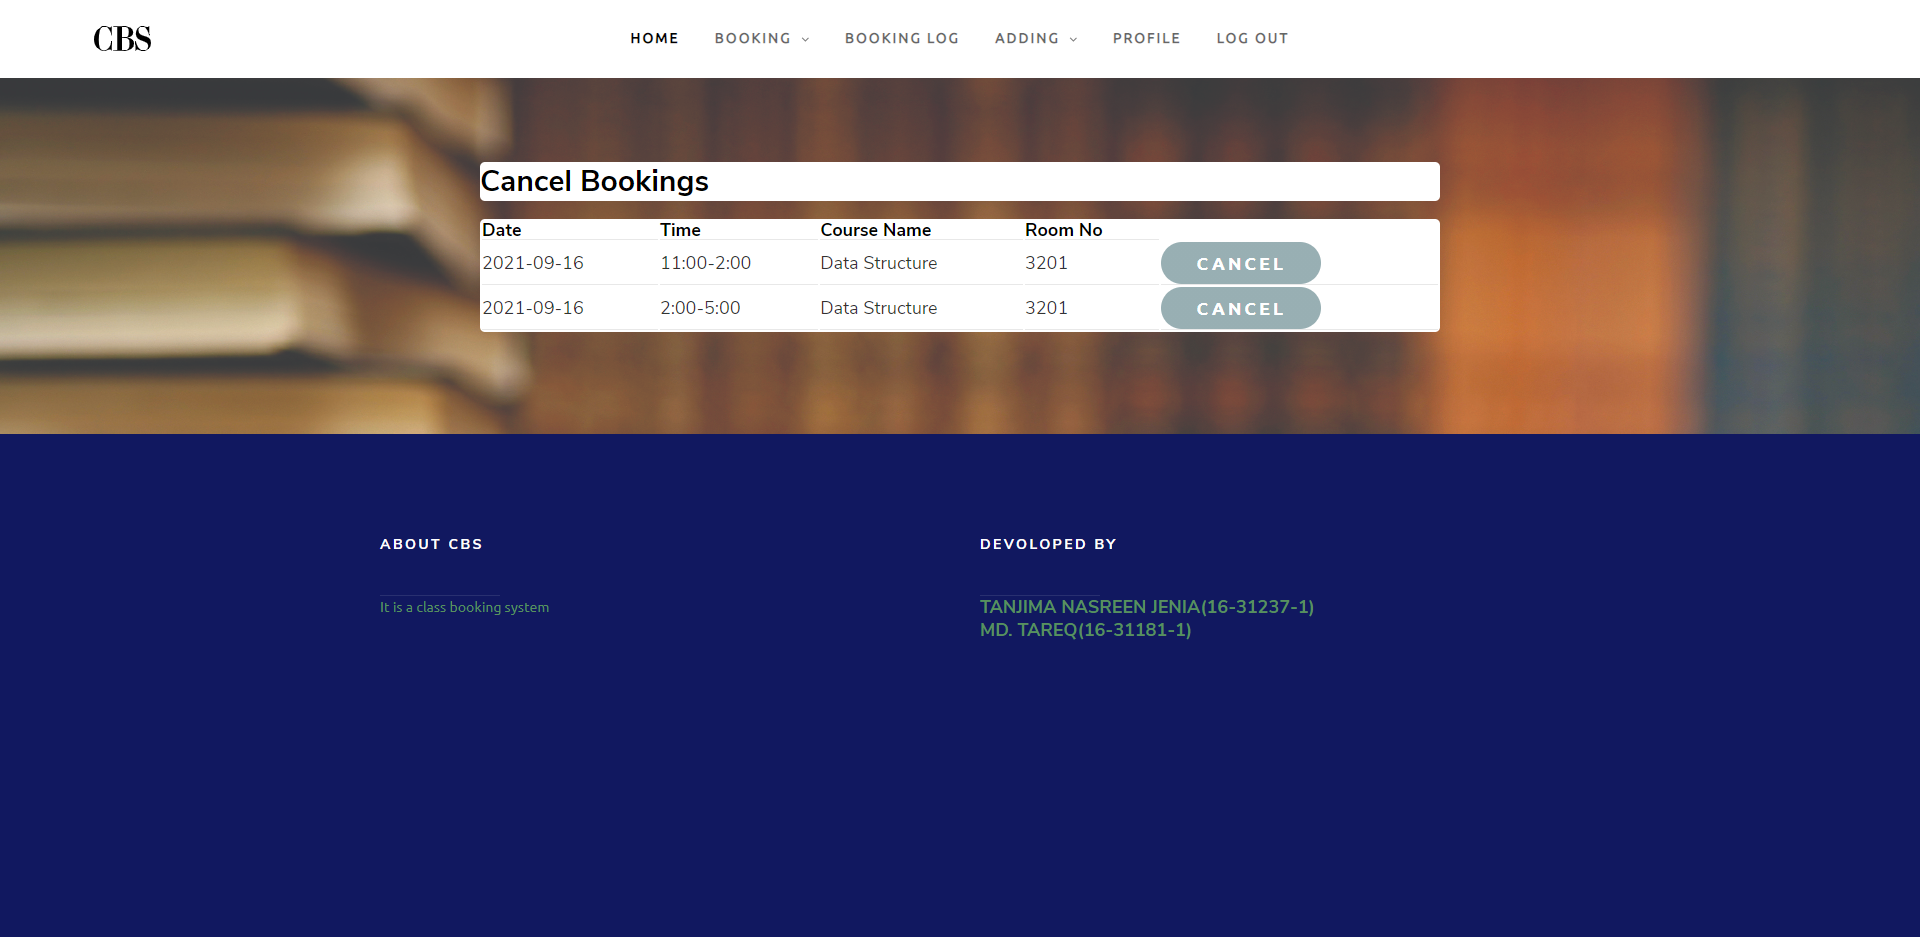 CBS
HOME BOOKING BOOKING LOG ADDING PROFILE LOG OUT
Cancel Bookings
Date Time Course Name Room No
2021-09-16 11:00-2:00 Data Structure 3201 CANCEL
2021-09-16 2:00-5:00 Data Structure 3201 CANCEL
ABOUT CBS
It is a class booking system
DEVOLOPED BY
TANJIMA NASREEN JENIA(16-31237-1)
MD. TAREQ(16-31181-1)